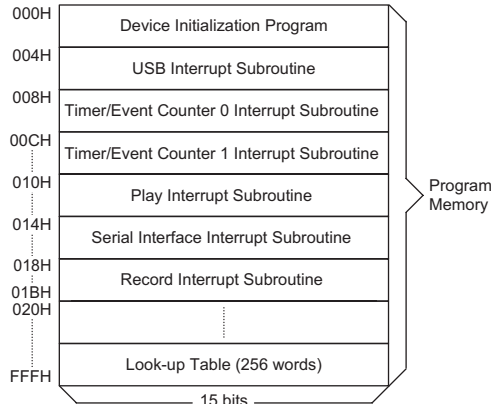 000H
Device Initialization Program
004H
USB Interrupt Subroutine
008H
Timer/Event Counter 0 Interrupt Subroutine
00CH
Timer/Event Counter 1 Interrupt Subroutine
010H
Play Interrupt Subroutine
Program
Memory
014H
Serial Interface Interrupt Subroutine
018H
Record Interrupt Subroutine
01BH
020H
Look-up Table (256 words)
FFFH
15 bits